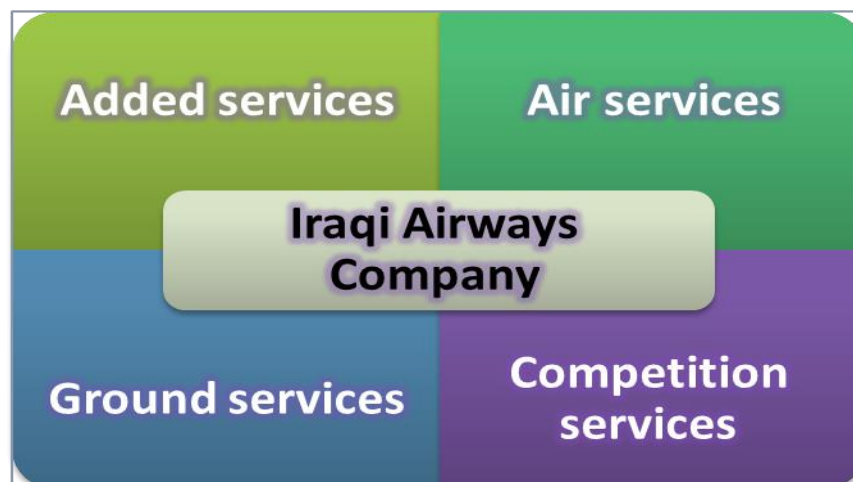 Added services
Air services
Iraqi Airways
Company
Ground services
Competition
services